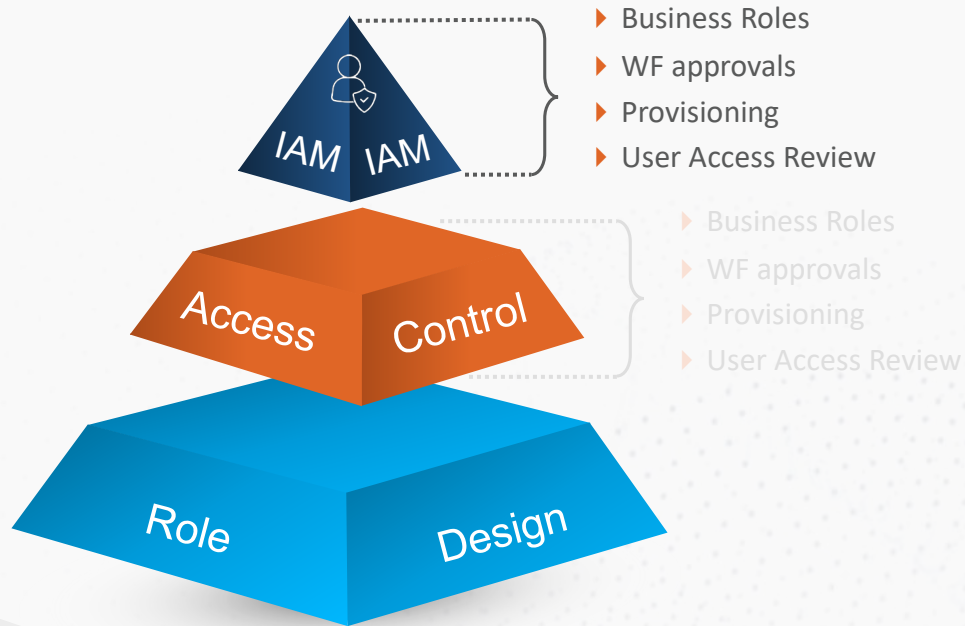 Business Roles
WF approvals
Provisioning
User Access Review
IAM IAM
Business Roles
WF approvals
Provisioning
User Access Review
Access Control
Role Design